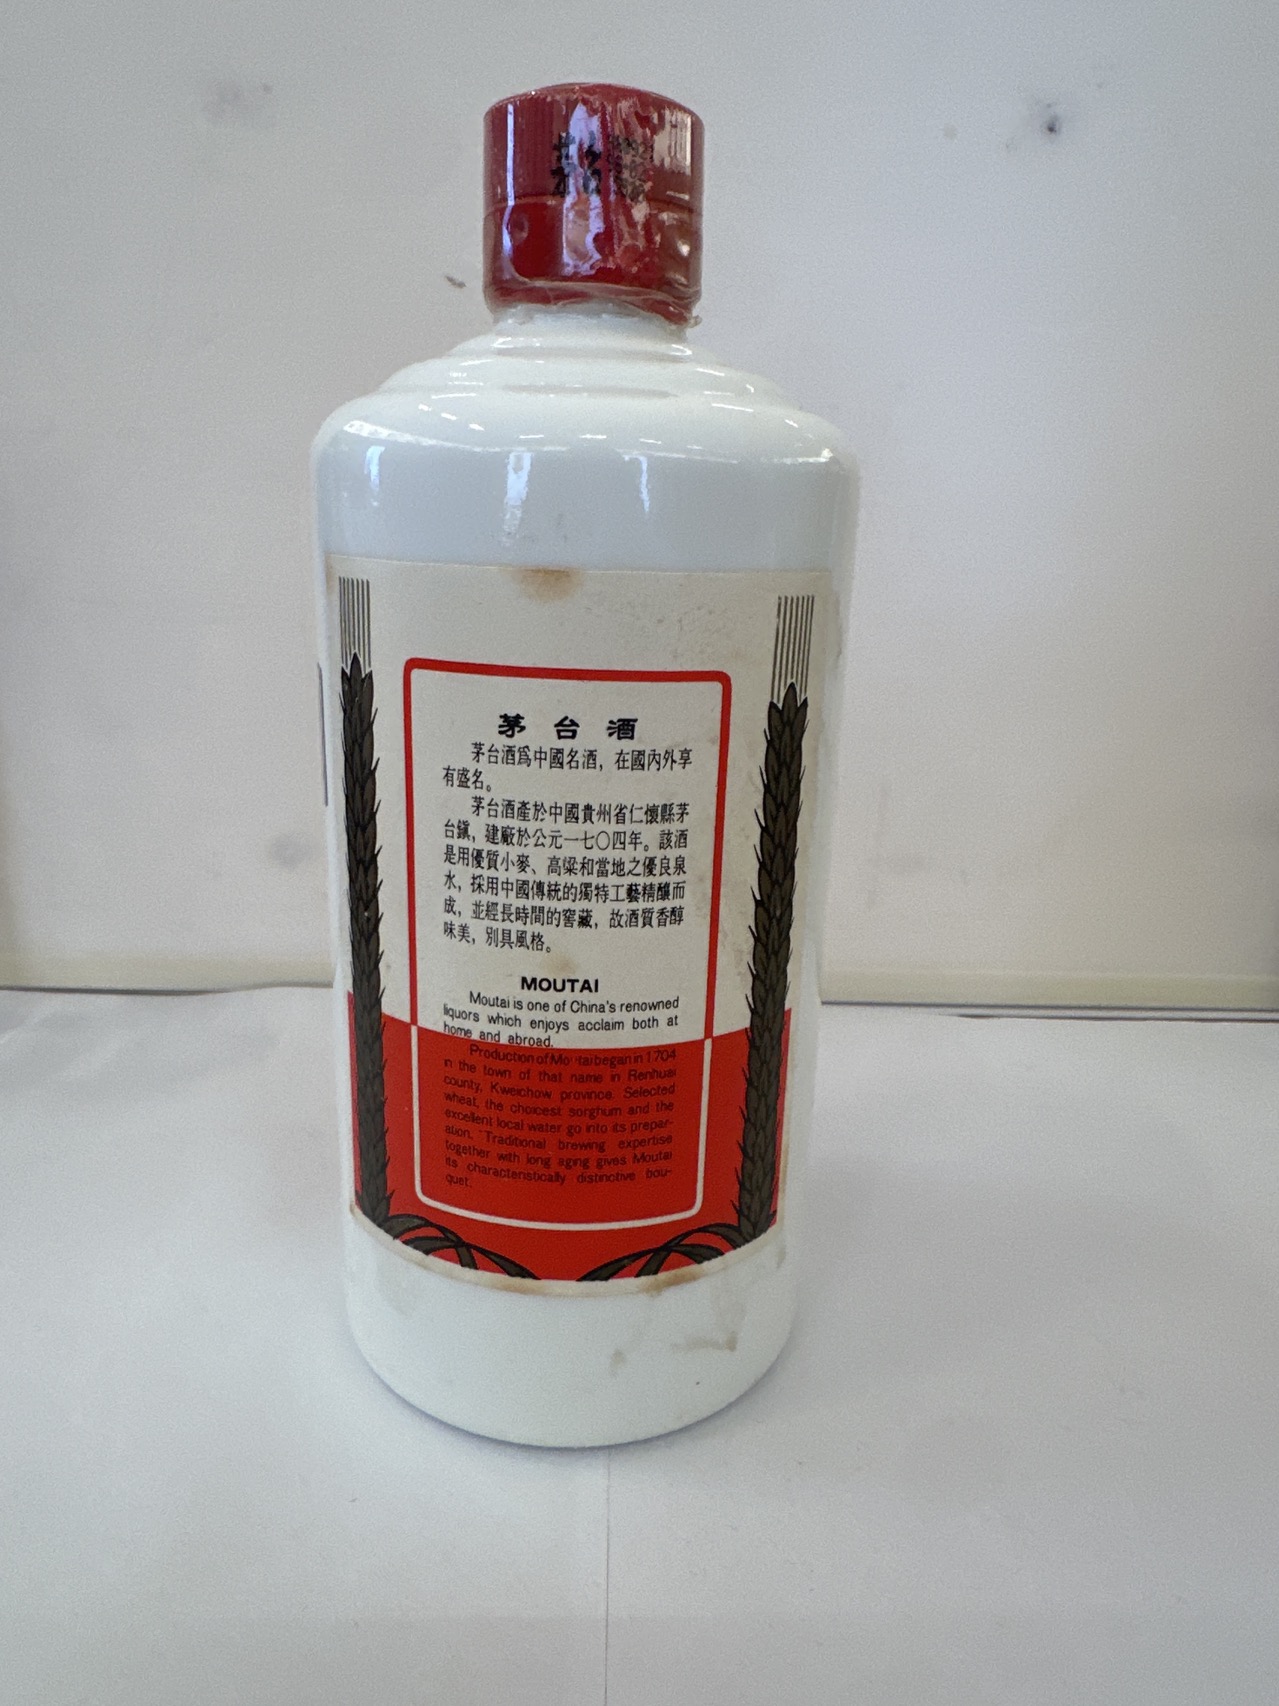 茅台酒
茅台酒為中國名酒，在國內外享
有盛名。
茅台酒產於中國貴州省仁懷縣茅
台鎮，建廠於公元一七〇四年。該酒
是用優質小麥、高粱和當地之優良泉
水，採用中國傳統的獨特工藝精釀而
成，並經長時間的窖藏，故酒質香醇
味美，別具風格。
MOUTAI
Moutai is one of China's renowned
liquors which enjoys acclaim both at
home and abroad.
Production of Mo tai began in 1704
in the town of that name in Renhuai
county, Kweichow province. Selected
wheat, the choicest sorghum and the
excellent local water go into its prepar-
ation. Traditional brewing expertise
together with long aging gives Moutai
its characteristically distinctive bou-
quet.